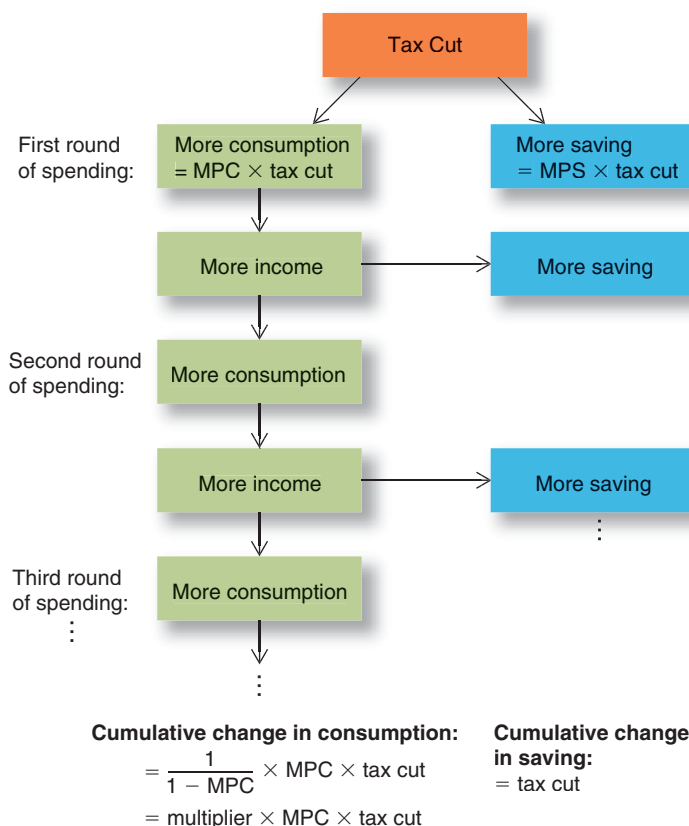 Tax Cut
First round
of spending:
More consumption
= MPC × tax cut
More saving
= MPS × tax cut
More income
More saving
Second round
of spending:
More consumption
More income
More saving
⋮
Third round
of spending:
⋮
More consumption
⋮
Cumulative change in consumption:
= 1/(1 − MPC) × MPC × tax cut
= multiplier × MPC × tax cut
Cumulative change
in saving:
= tax cut